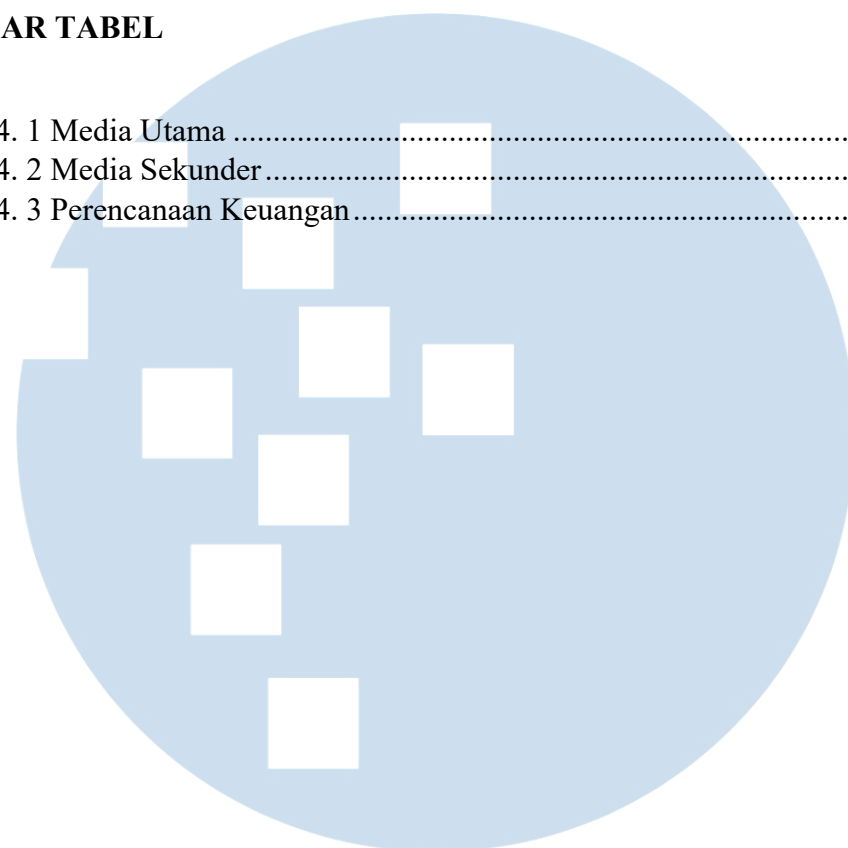 AR TABEL
4. 1 Media Utama ................................................................................
4. 2 Media Sekunder............................................................................
4. 3 Perencanaan Keuangan................................................................